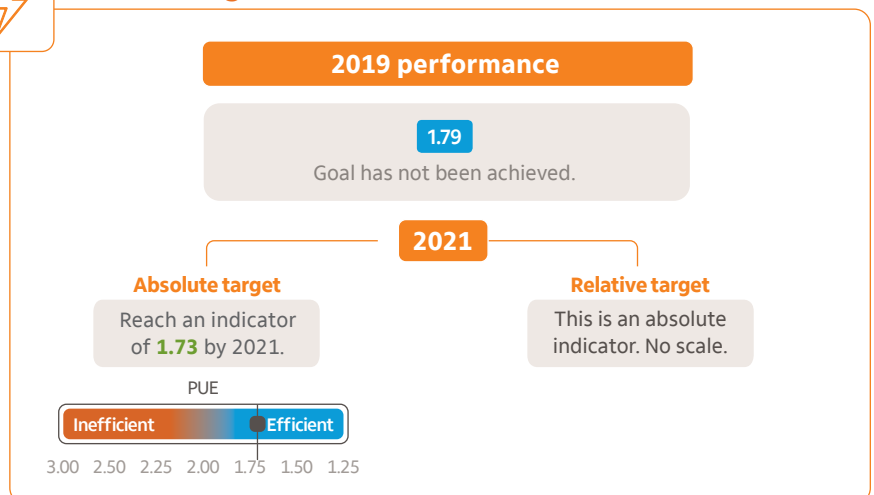 2019 performance
1.79
Goal has not been achieved.
2021
Absolute target
Reach an indicator
of 1.73 by 2021.
Relative target
This is an absolute
indicator. No scale.
PUE
Inefficient
Efficient
3.00 2.50 2.25 2.00 1.75 1.50 1.25